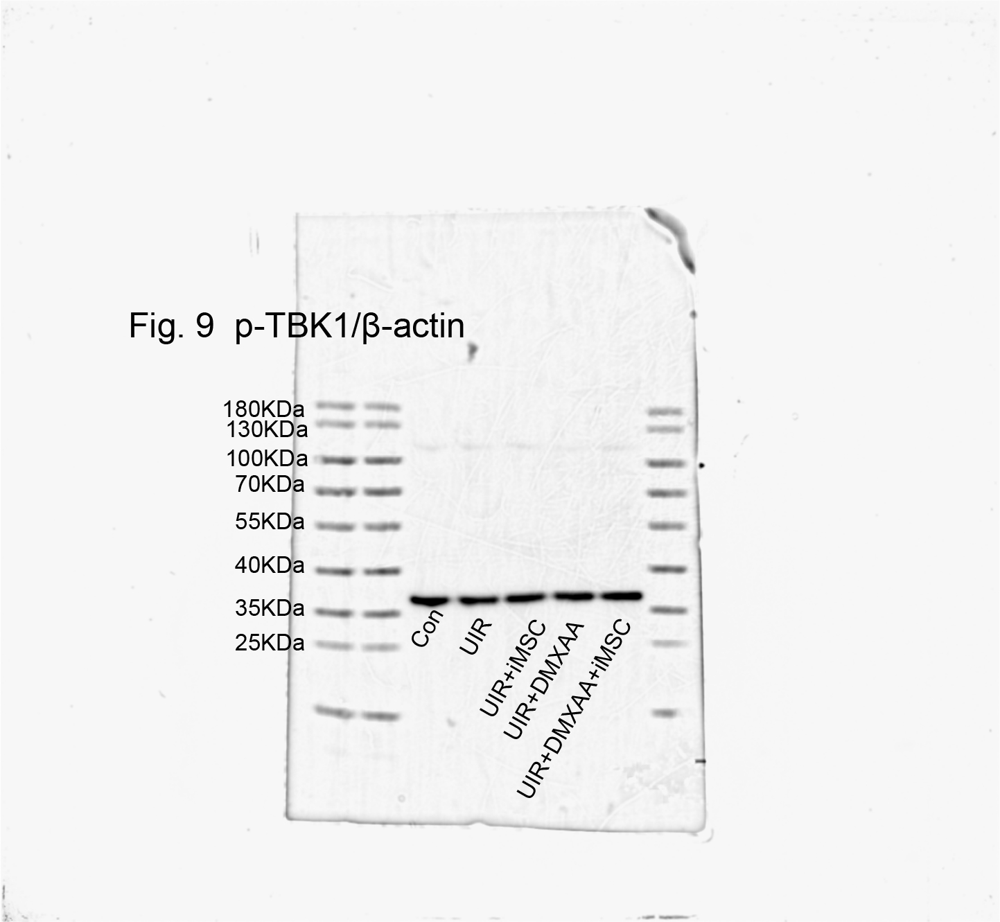 Fig. 9 p-TBK1/β-actin
180KDa
130KDa
100KDa
70KDa
55KDa
40KDa
35KDa
25KDa
Con
UIR
UIR+iMSC
UIR+DMXAA
UIR+DMXAA+iMSC